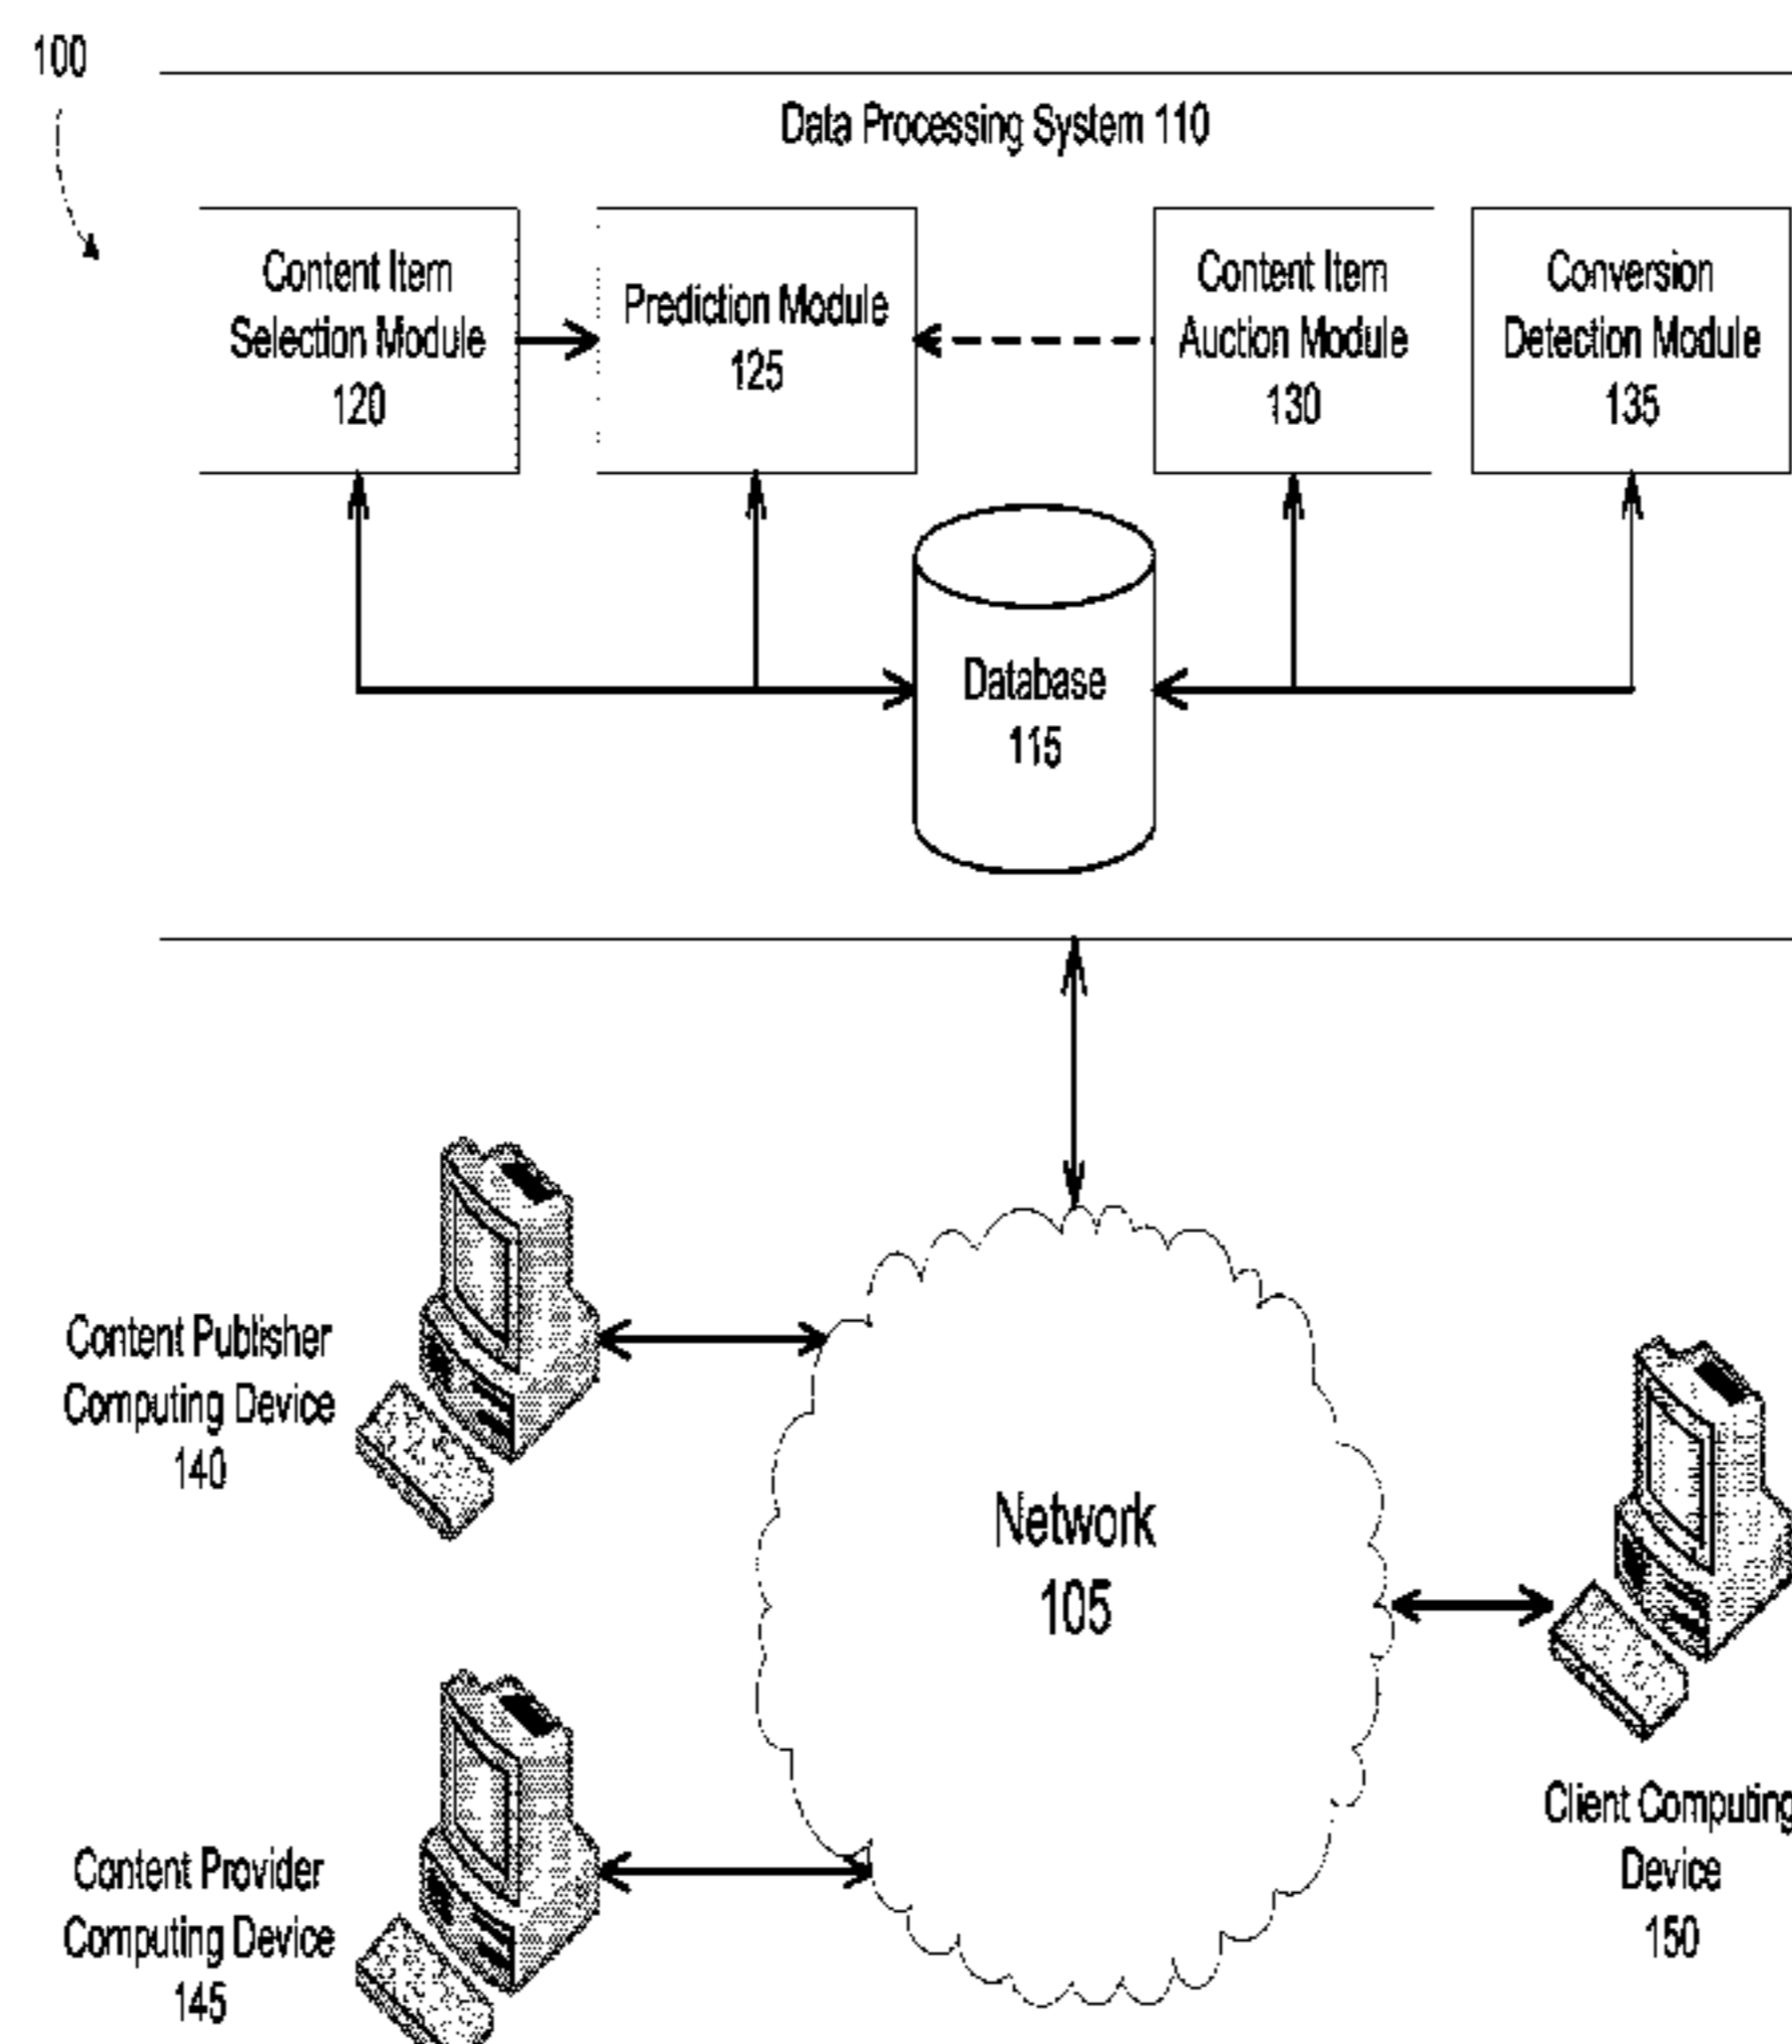 100
Data Processing System 110
Content Item
Selection Module
120
Prediction Module
125
Content Item
Auction Module
130
Conversion
Detection Module
135
Database
115
Content Publisher
Computing Device
140
Network
105
Client Computing
Device
150
Content Provider
Computing Device
145